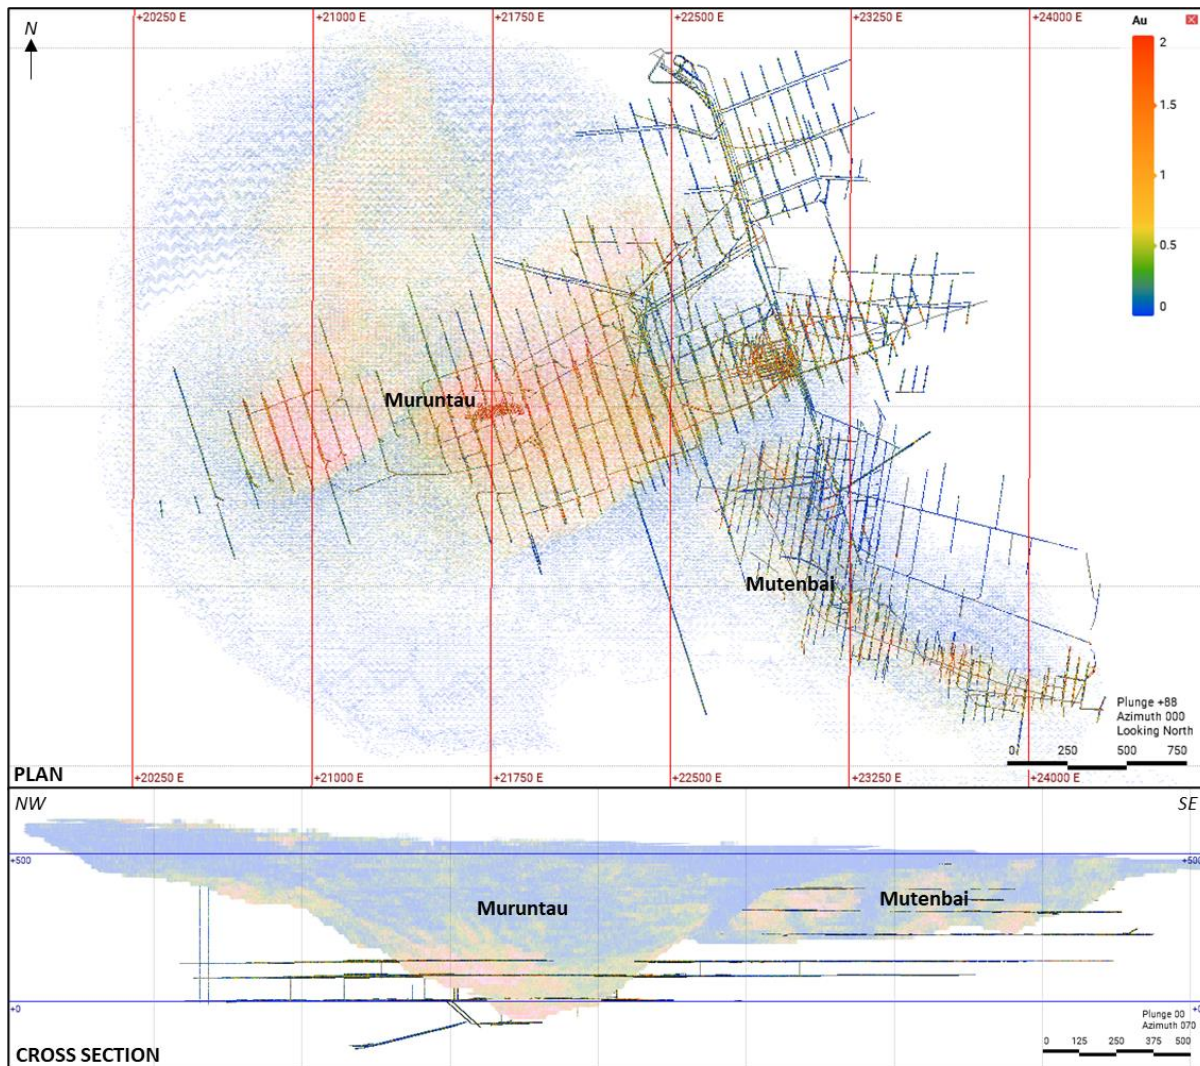 +20250 E +21000 E +21750 E +22500 E +23250 E +24000 E
N
Au
2
1.5
1
0.5
0
Muruntau
Mutenbai
Plunge +88
Azimuth 000
Looking North
0 250 500 750
PLAN
+20250 E +21000 E +21750 E +22500 E +23250 E +24000 E
NW SE
+500 +500
Muruntau Mutenbai
+0
Plunge 00
Azimuth 070
0 125 250 375 500
CROSS SECTION